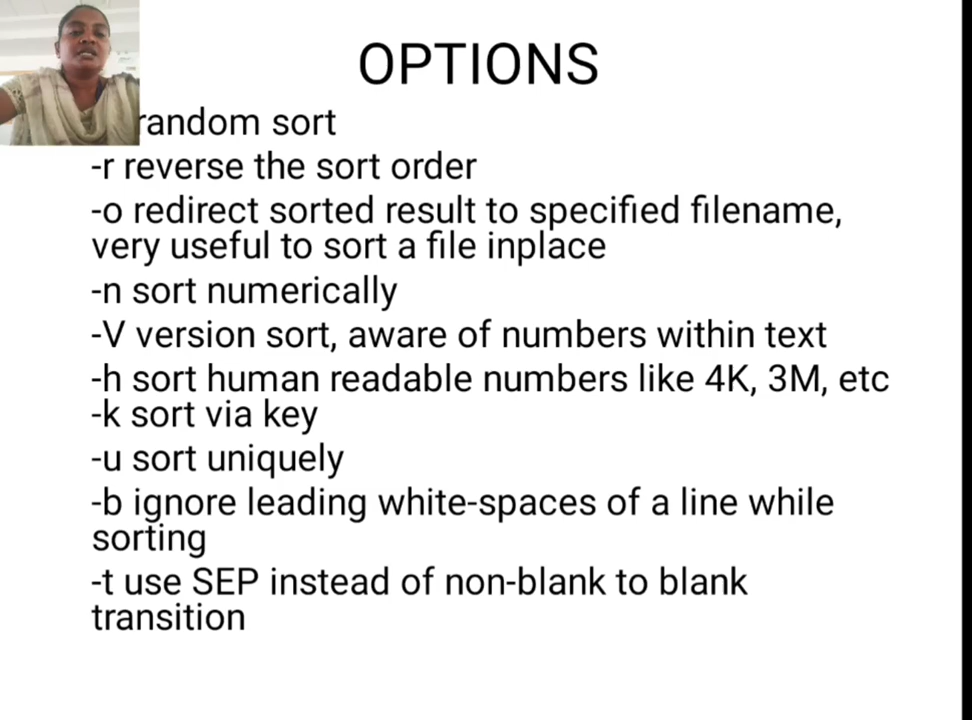 OPTIONS
random sort
-r reverse the sort order
-o redirect sorted result to specified filename,
very useful to sort a file inplace
-n sort numerically
-V version sort, aware of numbers within text
-h sort human readable numbers like 4K, 3M, etc
-k sort via key
-u sort uniquely
-b ignore leading white-spaces of a line while
sorting
-t use SEP instead of non-blank to blank
transition